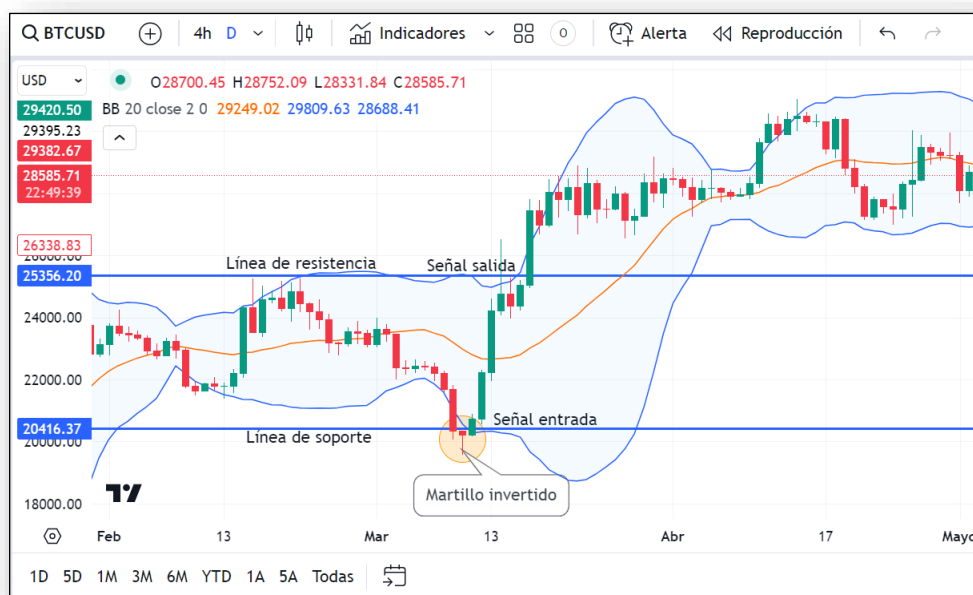 BTCUSD 4h D Indicadores 0 Alerta Reproducción
USD O28700.45 H28752.09 L28331.84 C28585.71
29420.50 BB 20 close 2 0 29249.02 29809.63 28688.41
29395.23
29382.67
28585.71
22:49:39
26338.83
26000.00
25356.20
Línea de resistencia
Señal salida
24000.00
22000.00
20416.37
Señal entrada
20000.00
Línea de soporte
Martillo invertido
18000.00
Feb 13 Mar 13 Abr 17 Mayo
1D 5D 1M 3M 6M YTD 1A 5A Todas